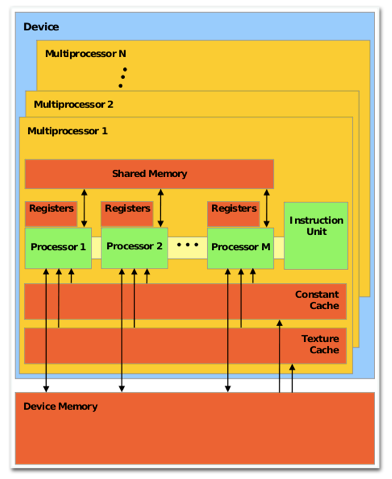 Device
Multiprocessor N
Multiprocessor 2
Multiprocessor 1
Shared Memory
Registers Registers Registers
Instruction
Unit
Processor 1 Processor 2 Processor M
Constant
Cache
Texture
Cache
Device Memory